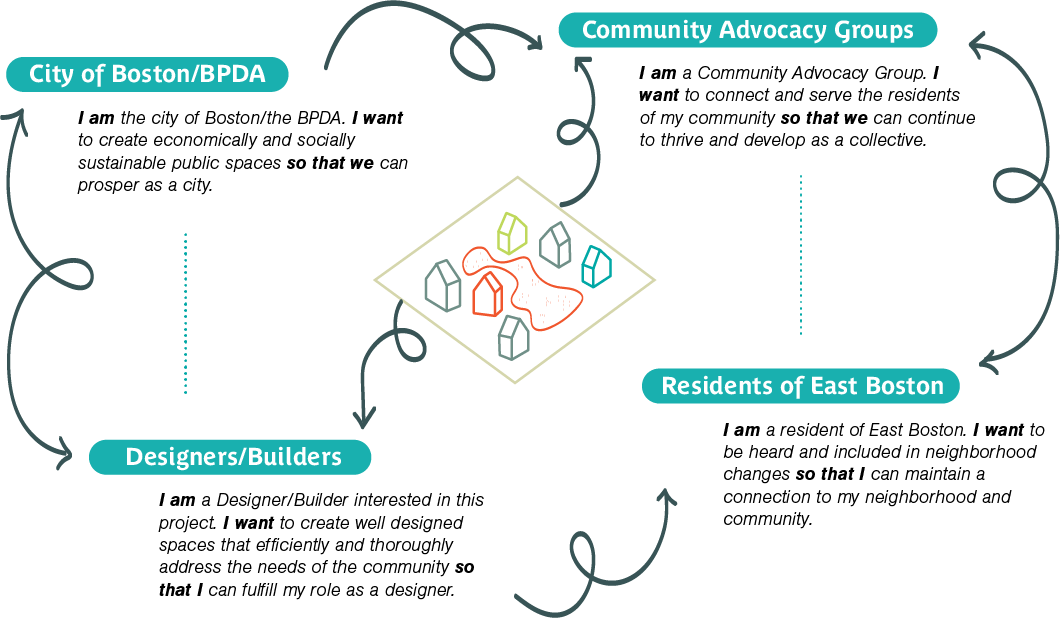 City of Boston/BPDA
I am the city of Boston/the BPDA. I want
to create economically and socially
sustainable public spaces so that we can
prosper as a city.
Community Advocacy Groups
I am a Community Advocacy Group. I
want to connect and serve the residents
of my community so that we can continue
to thrive and develop as a collective.
Designers/Builders
I am a Designer/Builder interested in this
project. I want to create well designed
spaces that efficiently and thoroughly
address the needs of the community so
that I can fulfill my role as a designer.
Residents of East Boston
I am a resident of East Boston. I want to
be heard and included in neighborhood
changes so that I can maintain a
connection to my neighborhood and
community.